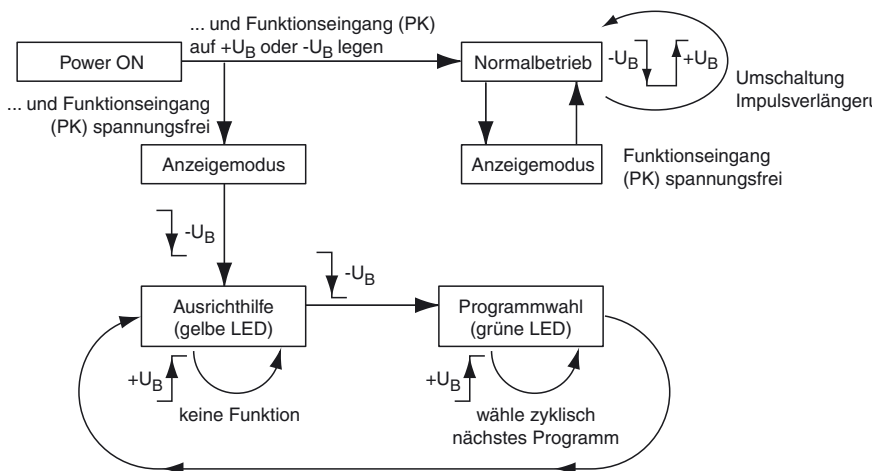 ... und Funktionseingang (PK)
auf +UB oder -UB legen
Power ON
Normalbetrieb
-UB
+UB
Umschaltung
Impulsverlängeru
... und Funktionseingang
(PK) spannungsfrei
Anzeigemodus
Anzeigemodus
Funktionseingang
(PK) spannungsfrei
-UB
-UB
Ausrichthilfe
(gelbe LED)
Programmwahl
(grüne LED)
+UB
keine Funktion
+UB
wähle zyklisch
nächstes Programm